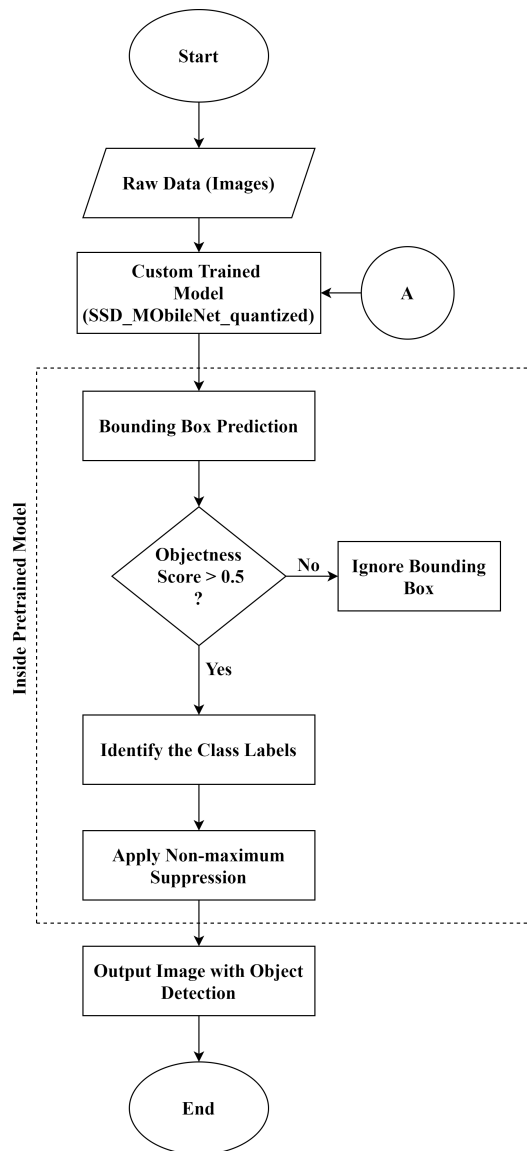 Start
Raw Data (Images)
Custom Trained
Model
(SSD_MObileNet_quantized)
A
Inside Pretrained Model
Bounding Box Prediction
Objectness
Score > 0.5
?
No
Ignore Bounding
Box
Yes
Identify the Class Labels
Apply Non-maximum
Suppression
Output Image with Object
Detection
End